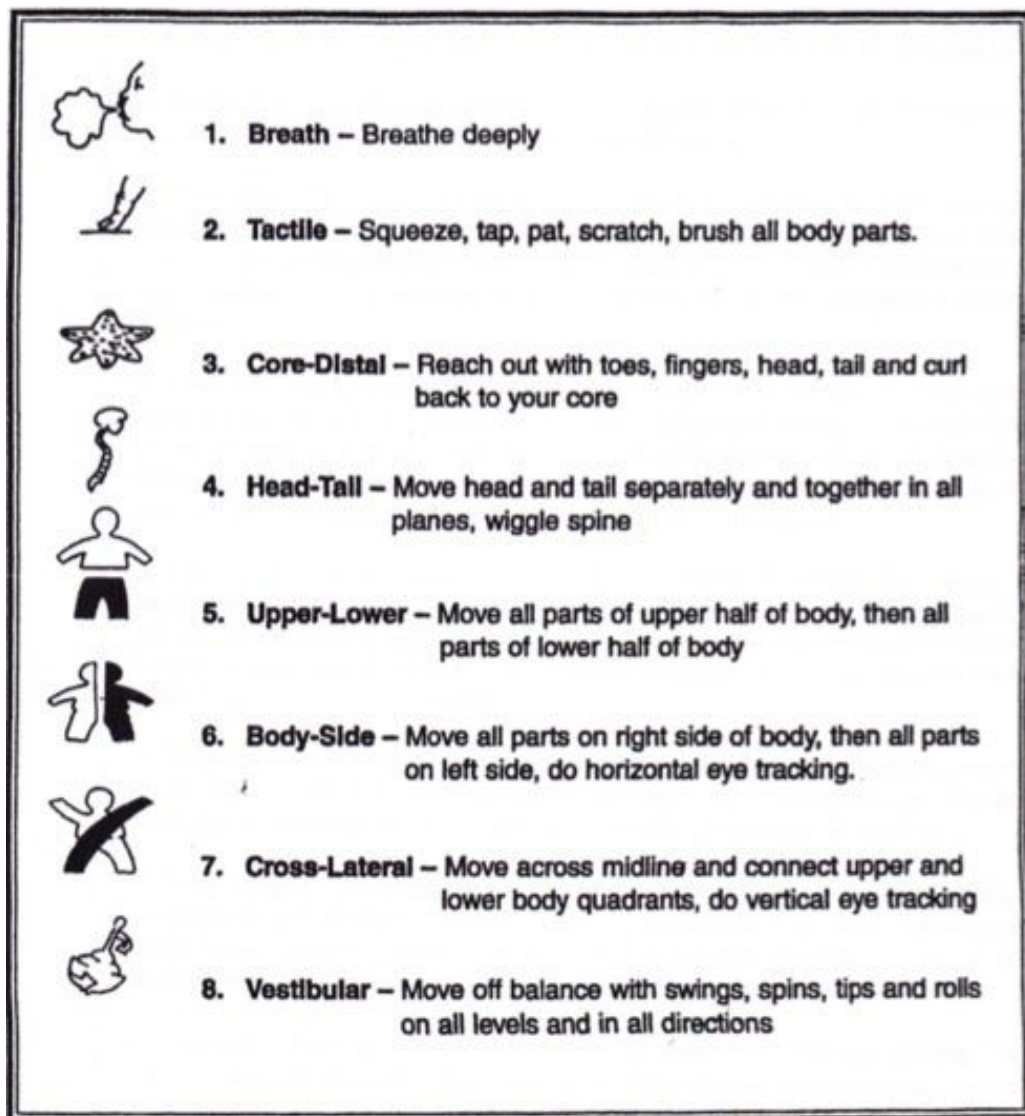 1. Breath – Breathe deeply
2. Tactile – Squeeze, tap, pat, scratch, brush all body parts.
3. Core-Distal – Reach out with toes, fingers, head, tail and curl
back to your core
4. Head-Tail – Move head and tail separately and together in all
planes, wiggle spine
5. Upper-Lower – Move all parts of upper half of body, then all
parts of lower half of body
6. Body-Side – Move all parts on right side of body, then all parts
on left side, do horizontal eye tracking.
7. Cross-Lateral – Move across midline and connect upper and
lower body quadrants, do vertical eye tracking
8. Vestibular – Move off balance with swings, spins, tips and rolls
on all levels and in all directions